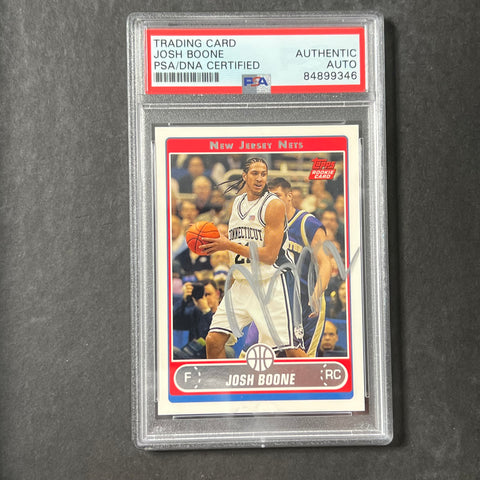 TRADING CARD
JOSH BOONE
PSA/DNA CERTIFIED
AUTHENTIC
AUTO
84899346
PSA
NEW JERSEY NETS
Topps
ROOKIE CARD
CONNECTICUT
F
JOSH BOONE
RC